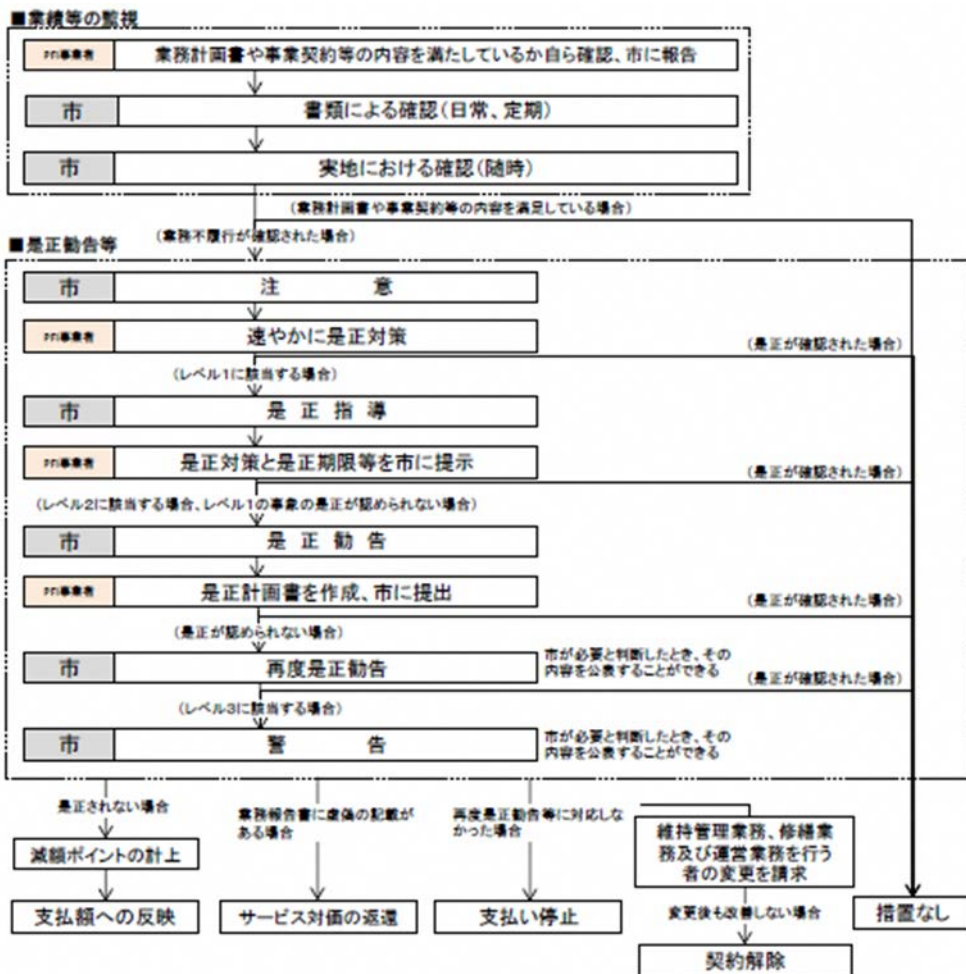 ■業績等の監視
PFI事業者 業務計画書や事業契約等の内容を満たしているか自ら確認、市に報告
市 書類による確認(日常、定期)
市 実地における確認(随時)
(業務計画書や事業契約等の内容を満足している場合)
(業務不履行が確認された場合)
■是正勧告等
市 注 意
PFI事業者 速やかに是正対策
(是正が確認された場合)
(レベル1に該当する場合)
市 是 正 指 導
PFI事業者 是正対策と是正期限等を市に提示
(是正が確認された場合)
(レベル2に該当する場合、レベル1の事象の是正が認められない場合)
市 是 正 勧 告
PFI事業者 是正計画書を作成、市に提出
(是正が確認された場合)
(是正が認められない場合)
市 再度是正勧告
市が必要と判断したとき、その
内容を公表することができる
(是正が確認された場合)
(レベル3に該当する場合)
市 警 告
市が必要と判断したとき、その
内容を公表することができる
是正されない場合
減額ポイントの計上
支払額への反映
業務報告書に虚偽の記載が
ある場合
サービス対価の返還
再度是正勧告等に対応しな
かった場合
支払い停止
維持管理業務、修繕業
務及び運営業務を行う
者の変更を請求
変更後も改善しない場合
契約解除
措置なし